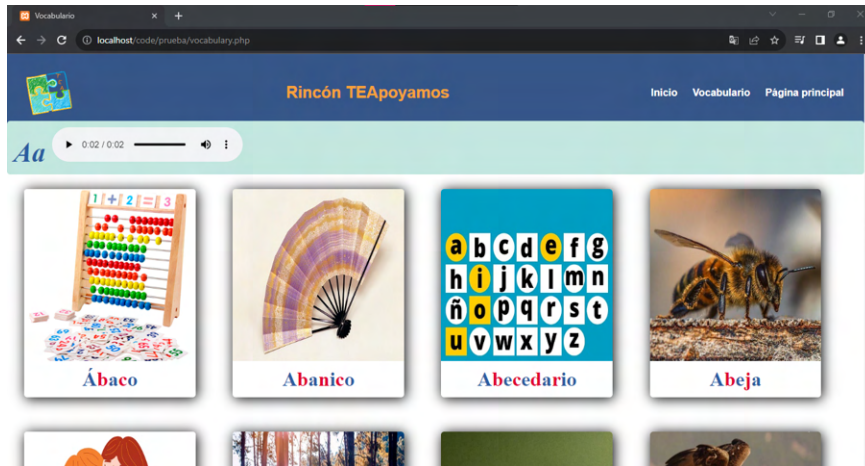 Vocabulario
localhost/code/prueba/vocabulary.php
Rincón TEApoyamos
Inicio Vocabulario Página principal
Aa 0:02 / 0:02
1 + 2 = 3
a b c d e f g
h i j k l m n
ñ o p q r s t
u v w x y z
Ábaco Abanico Abecedario Abeja